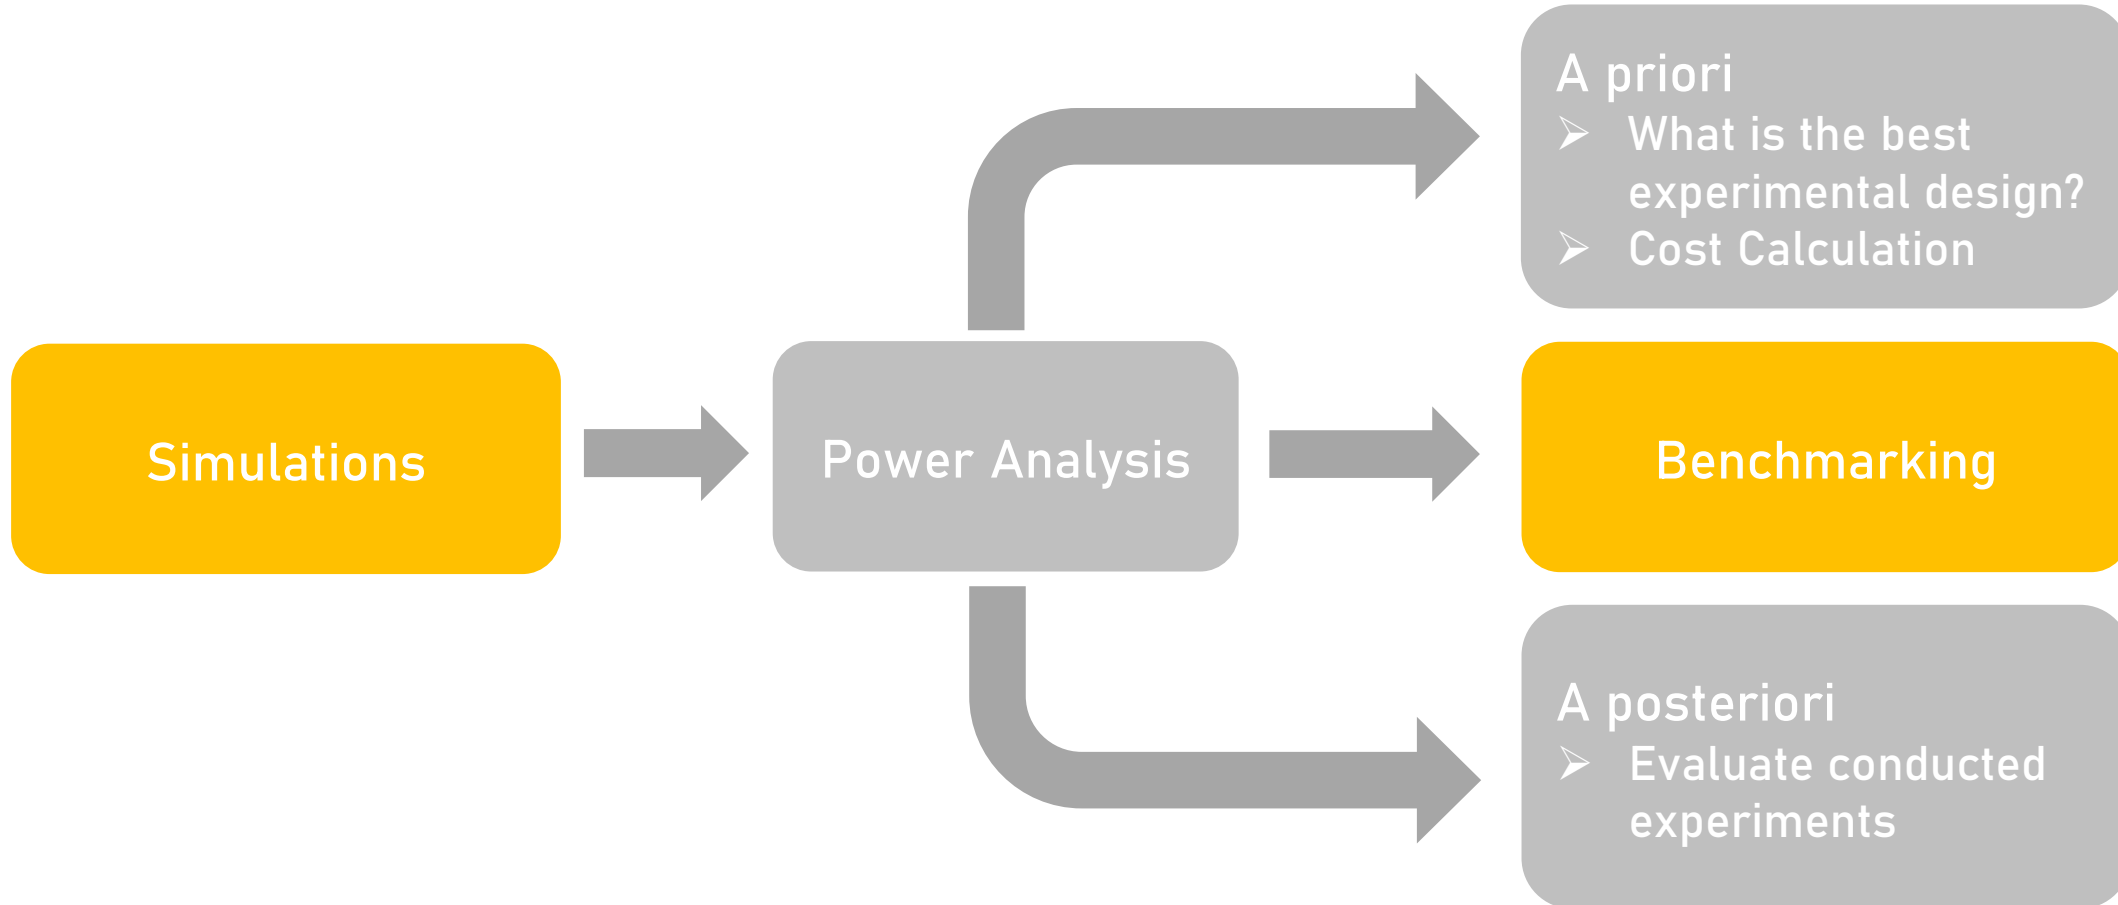 Simulations
Power Analysis
A priori
➢ What is the best
experimental design?
➢ Cost Calculation
Benchmarking
A posteriori
➢ Evaluate conducted
experiments